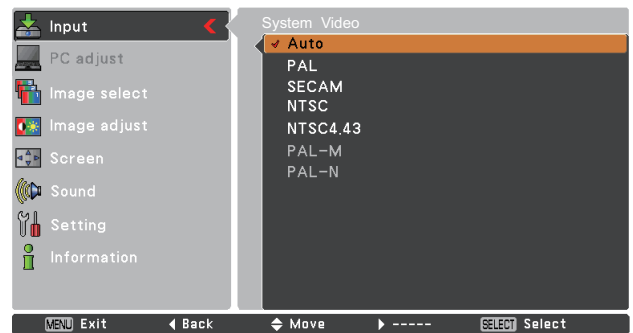 Input
PC adjust
Image select
Image adjust
Screen
Sound
Setting
Information
System Video
Auto
PAL
SECAM
NTSC
NTSC4.43
PAL-M
PAL-N
MENU Exit
Back
Move
-----
SELECT Select